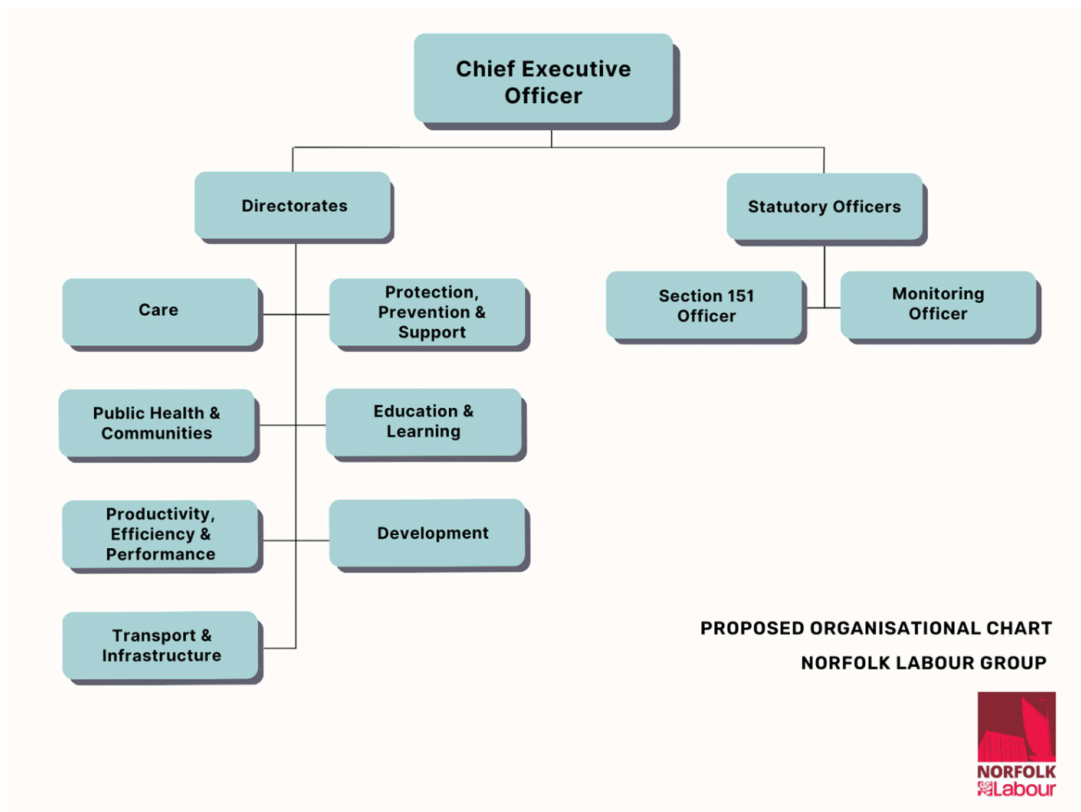 Chief Executive
Officer
Directorates
Statutory Officers
Care
Protection,
Prevention &
Support
Section 151
Officer
Monitoring
Officer
Public Health &
Communities
Education &
Learning
Productivity,
Efficiency &
Performance
Development
Transport &
Infrastructure
PROPOSED ORGANISATIONAL CHART
NORFOLK LABOUR GROUP
NORFOLK
Labour